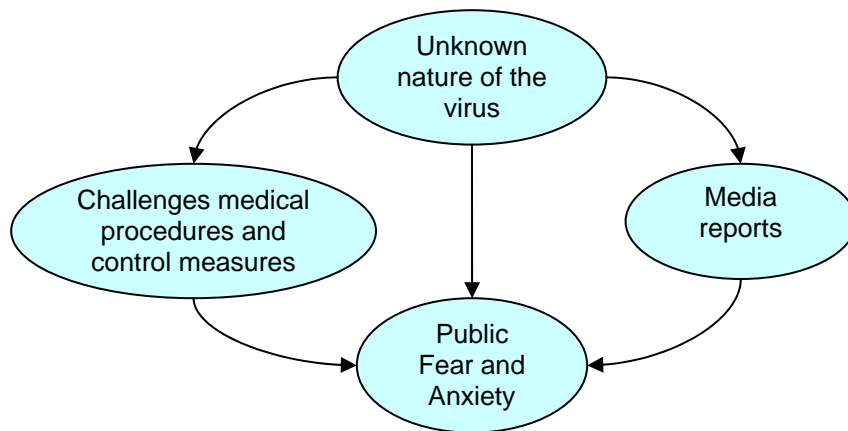 Unknown
nature of the
virus
Challenges medical
procedures and
control measures
Media
reports
Public
Fear and
Anxiety